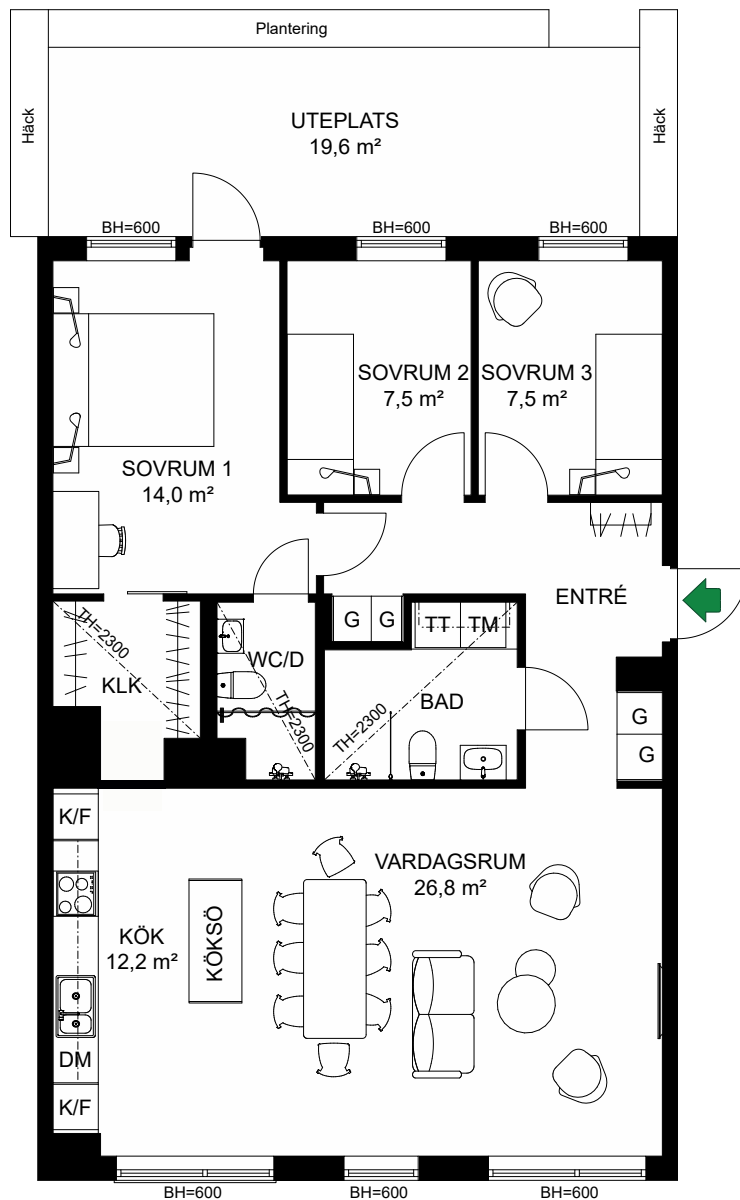 Plantering
Häck
Häck
UTEPLATS
19,6 m²
BH=600
BH=600
BH=600
SOVRUM 2
7,5 m²
SOVRUM 3
7,5 m²
SOVRUM 1
14,0 m²
ENTRÉ
G
G
TT
TM
TH=2300
KLK
WC/D
TH=2300
BAD
TH=2300
G
G
K/F
VARDAGSRUM
26,8 m²
KÖK
12,2 m²
KÖKSÖ
DM
K/F
BH=600
BH=600
BH=600